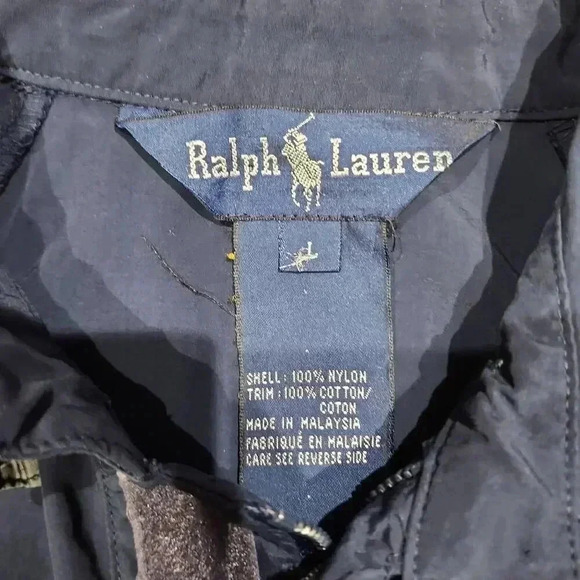 Ralph Lauren
SHELL: 100% NYLON
TRIM: 100% COTTON/
COTON
MADE IN MALAYSIA
FABRIQUÉ EN MALAISIE
CARE SEE REVERSE SIDE